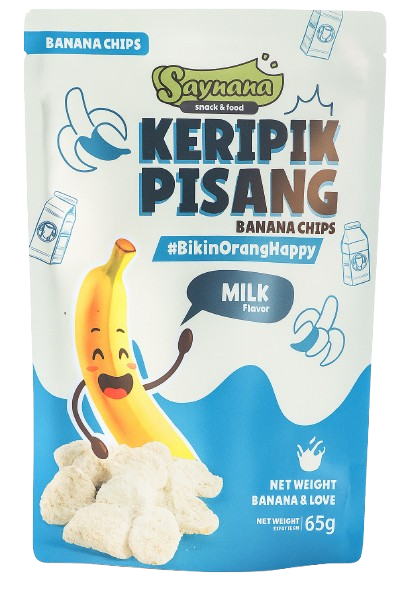 BANANA CHIPS
Saynana
snack & food
KERIPIK
PISANG
BANANA CHIPS
#BikinOrangHappy
MILK
Flavor
NET WEIGHT
BANANA & LOVE
NET WEIGHT
65g